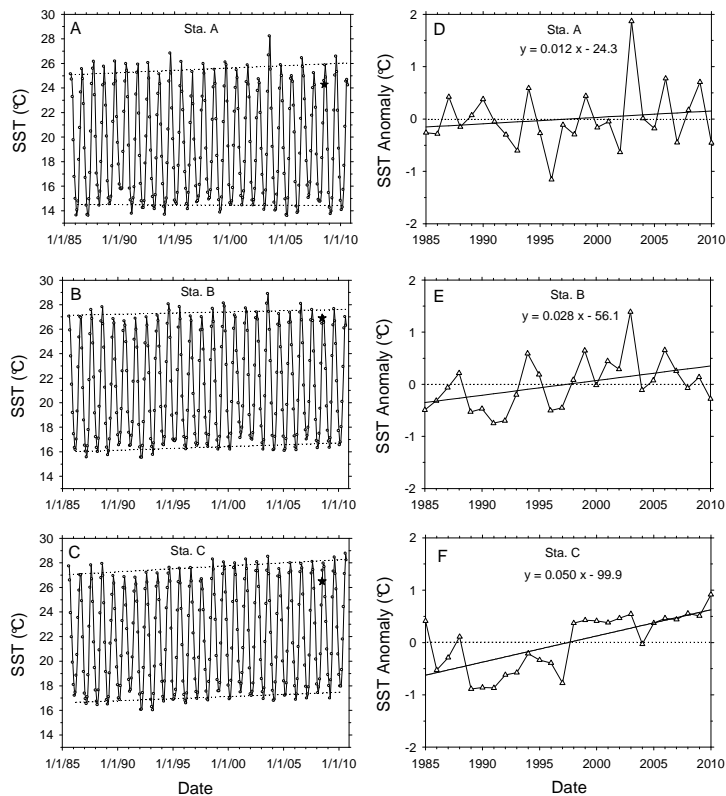 A
Sta. A
30
28
26
24
22
20
18
16
14
SST (°C)
1/1/85 1/1/90 1/1/95 1/1/00 1/1/05 1/1/10
D
Sta. A
y = 0.012 x - 24.3
2
1
0
-1
-2
SST Anomaly (°C)
1985 1990 1995 2000 2005 2010
B
Sta. B
30
28
26
24
22
20
18
16
14
SST (°C)
1/1/85 1/1/90 1/1/95 1/1/00 1/1/05 1/1/10
E
Sta. B
y = 0.028 x - 56.1
2
1
0
-1
-2
SST Anomaly (°C)
1985 1990 1995 2000 2005 2010
C
Sta. C
30
28
26
24
22
20
18
16
14
SST (°C)
1/1/85 1/1/90 1/1/95 1/1/00 1/1/05 1/1/10
Date
F
Sta. C
y = 0.050 x - 99.9
2
1
0
-1
-2
SST Anomaly (°C)
1985 1990 1995 2000 2005 2010
Date